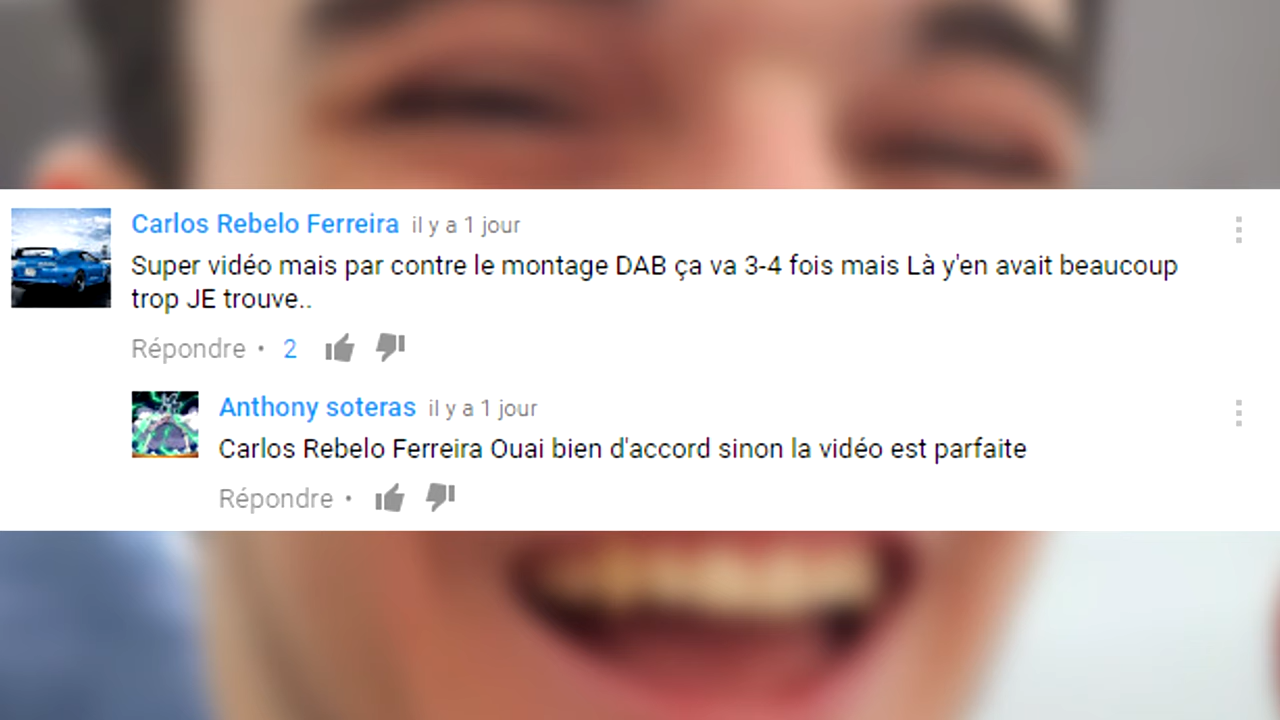 Carlos Rebelo Ferreira il y a 1 jour
Super vidéo mais par contre le montage DAB ça va 3-4 fois mais Là y'en avait beaucoup
trop JE trouve..
Répondre • 2
Anthony soteras il y a 1 jour
Carlos Rebelo Ferreira Ouai bien d'accord sinon la vidéo est parfaite
Répondre •